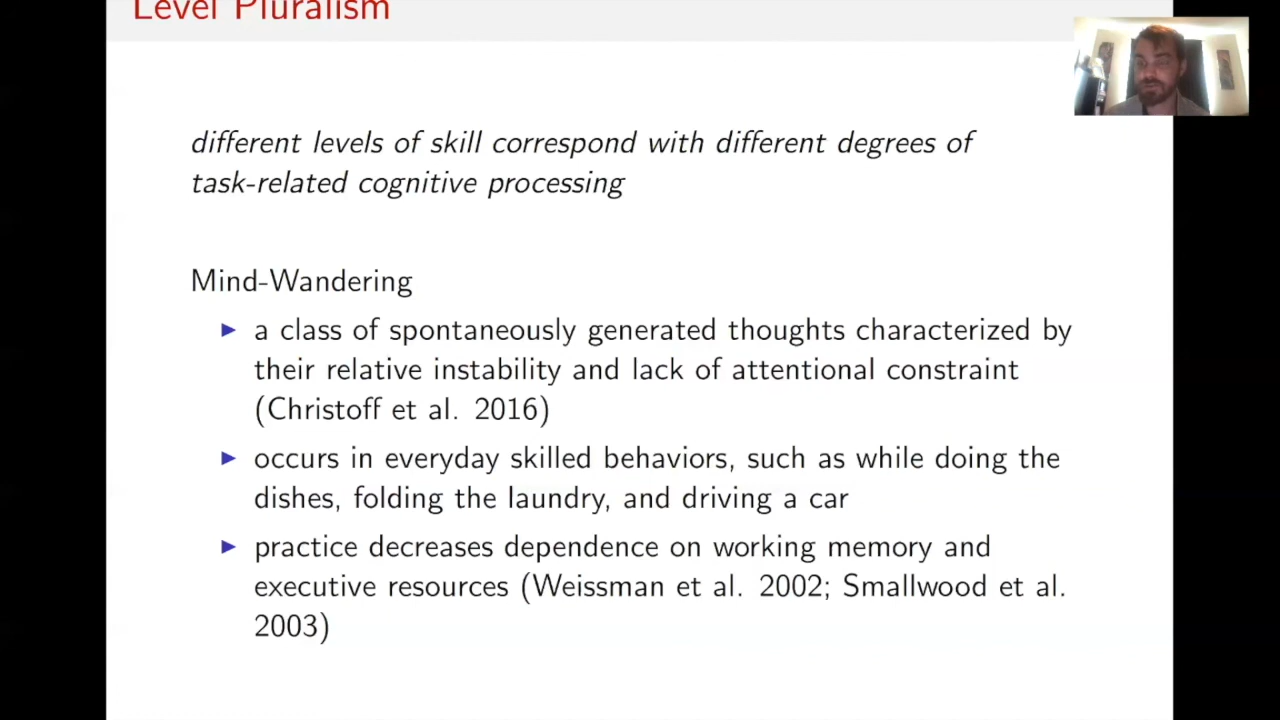 Level Pluralism
different levels of skill correspond with different degrees of
task-related cognitive processing
Mind-Wandering
▶ a class of spontaneously generated thoughts characterized by
their relative instability and lack of attentional constraint
(Christoff et al. 2016)
▶ occurs in everyday skilled behaviors, such as while doing the
dishes, folding the laundry, and driving a car
▶ practice decreases dependence on working memory and
executive resources (Weissman et al. 2002; Smallwood et al.
2003)